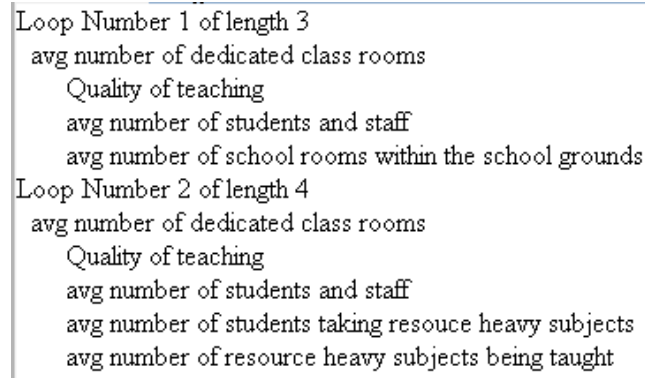 Loop Number 1 of length 3
avg number of dedicated class rooms
Quality of teaching
avg number of students and staff
avg number of school rooms within the school grounds
Loop Number 2 of length 4
avg number of dedicated class rooms
Quality of teaching
avg number of students and staff
avg number of students taking resouce heavy subjects
avg number of resource heavy subjects being taught